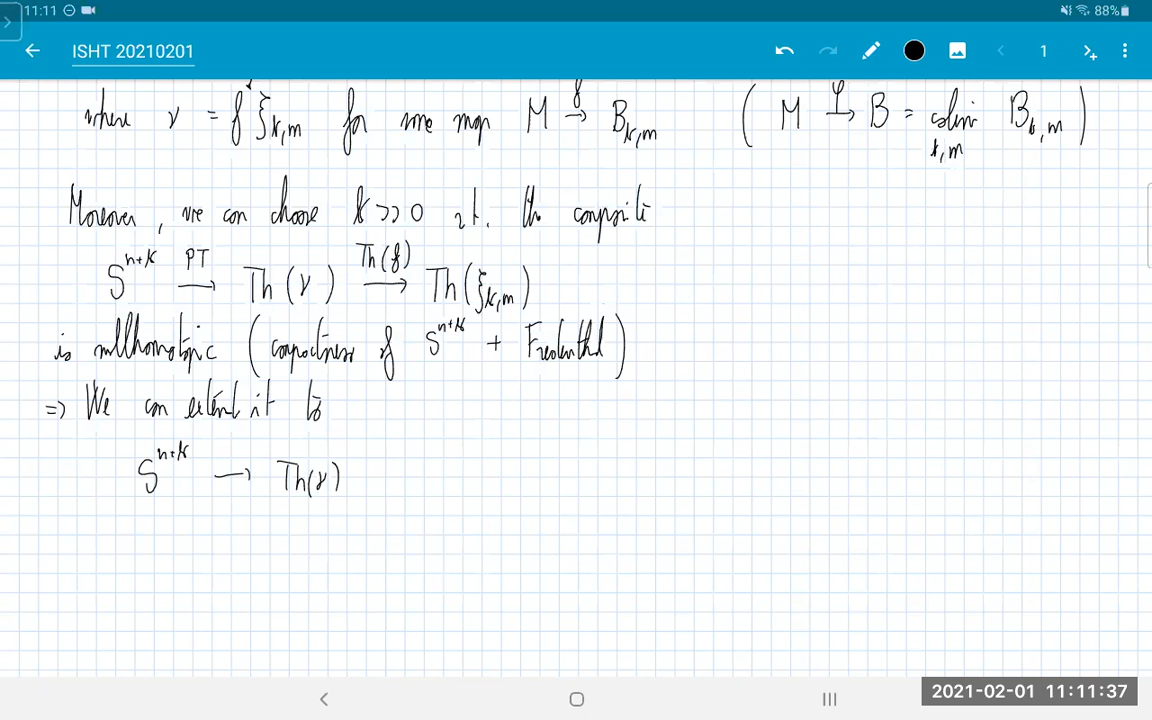 11:11 88%
ISHT 20210201 1
where ν = f* ξ_{k,m} for some map M →^f B_{k,m} ( M →^φ B = colim_{k,m} B_{k,m} )
Moreover, we can choose k >> 0 s.t. the composite
S^{n+k} →^{PT} Th(ν) →^{Th(f)} Th(ξ_{k,m})
is nullhomotopic (compactness of S^{n+k} + Freudenthal)
=> We can extend it to
S^{n+k} → Th(ν)
2021-02-01 11:11:37